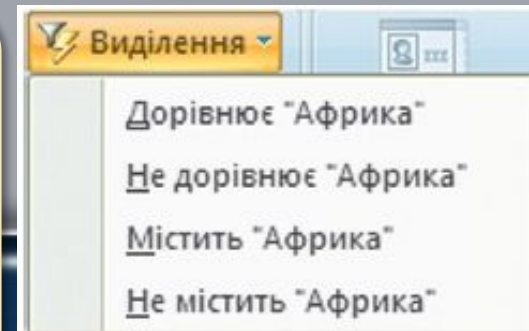 Виділення
Дорівнює "Африка"
Не дорівнює "Африка"
Містить "Африка"
Не містить "Африка"